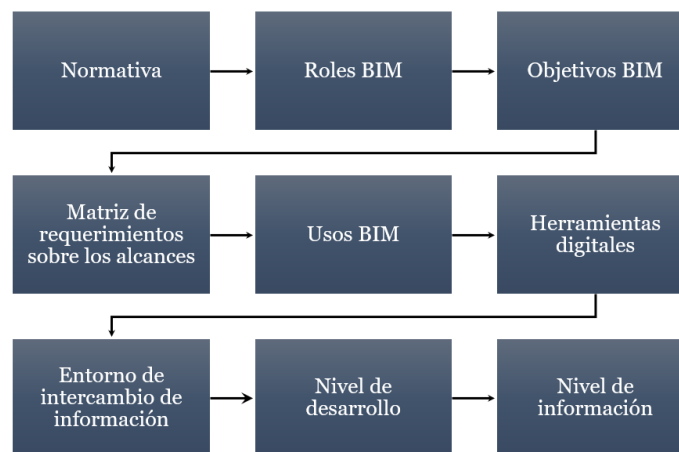 Normativa
Roles BIM
Objetivos BIM
Matriz de
requerimientos
sobre los alcances
Usos BIM
Herramientas
digitales
Entorno de
intercambio de
información
Nivel de
desarrollo
Nivel de
información